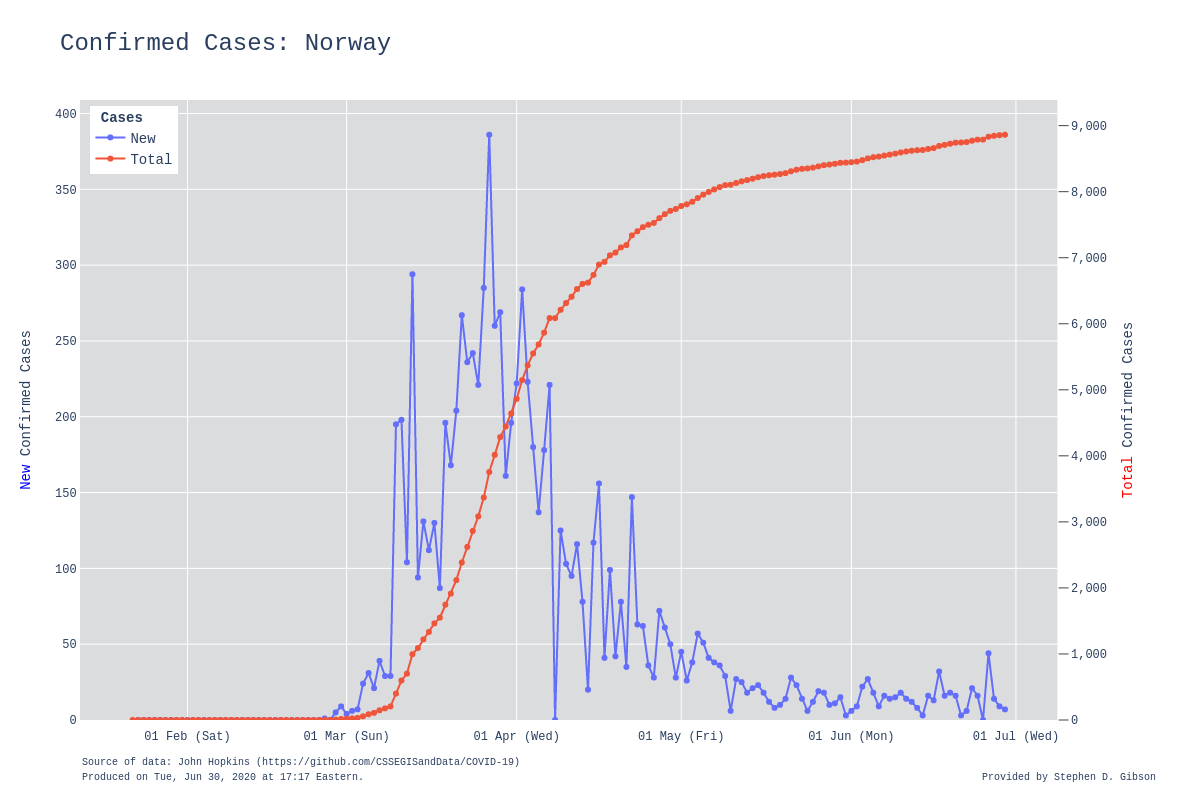 Confirmed Cases: Norway
Cases
New
Total
400
350
300
250
200
150
100
50
0
9,000
8,000
7,000
6,000
5,000
4,000
3,000
2,000
1,000
0
New Confirmed Cases
Total Confirmed Cases
01 Feb (Sat) 01 Mar (Sun) 01 Apr (Wed) 01 May (Fri) 01 Jun (Mon) 01 Jul (Wed)
Source of data: John Hopkins (https://github.com/CSSEGISandData/COVID-19)
Produced on Tue, Jun 30, 2020 at 17:17 Eastern.
Provided by Stephen D. Gibson